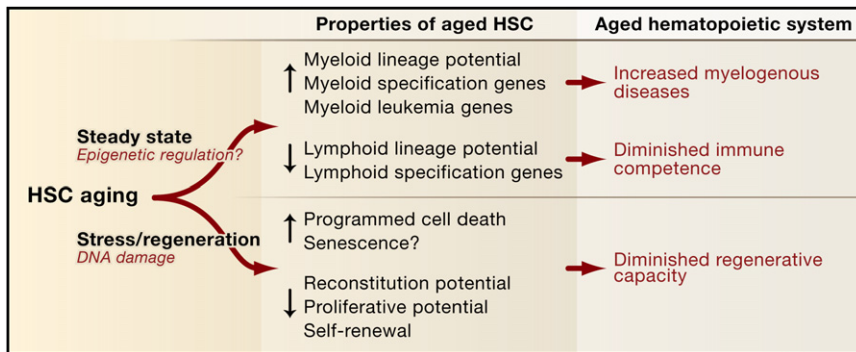 Properties of aged HSC
Aged hematopoietic system
Myeloid lineage potential
Myeloid specification genes
Myeloid leukemia genes
Increased myelogenous
diseases
Steady state
Epigenetic regulation?
Lymphoid lineage potential
Lymphoid specification genes
Diminished immune
competence
HSC aging
Stress/regeneration
DNA damage
Programmed cell death
Senescence?
Reconstitution potential
Proliferative potential
Self-renewal
Diminished regenerative
capacity